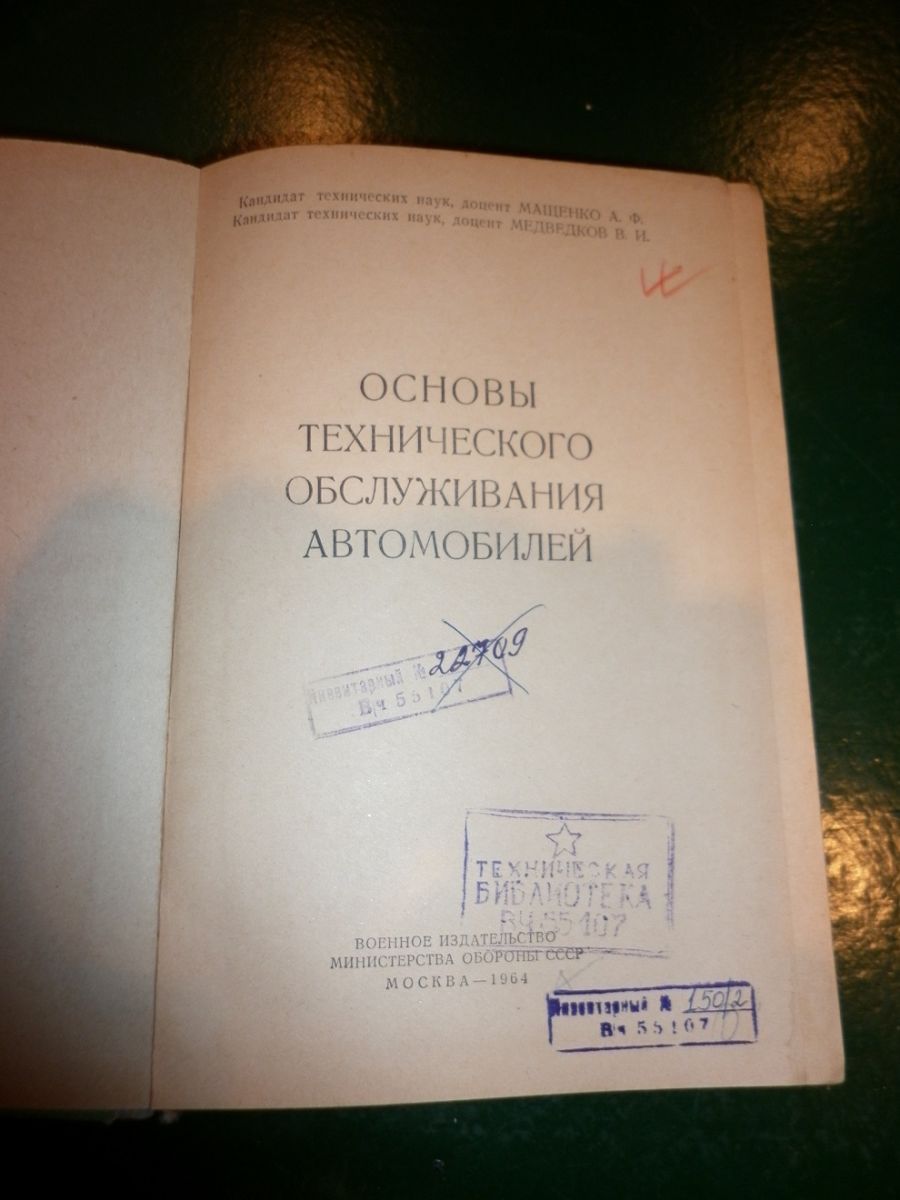 Кандидат технических наук, доцент МАЩЕНКО А. Ф.
Кандидат технических наук, доцент МЕДВЕДКОВ В. И.
ОСНОВЫ
ТЕХНИЧЕСКОГО
ОБСЛУЖИВАНИЯ
АВТОМОБИЛЕЙ
Инвентарный № 22709
Вч 55107
ТЕХНИЧЕСКАЯ
БИБЛИОТЕКА
ВЧ 55107
ВОЕННОЕ ИЗДАТЕЛЬСТВО
МИНИСТЕРСТВА ОБОРОНЫ СССР
МОСКВА — 1964
Инвентарный № 150/2
Вч 55107